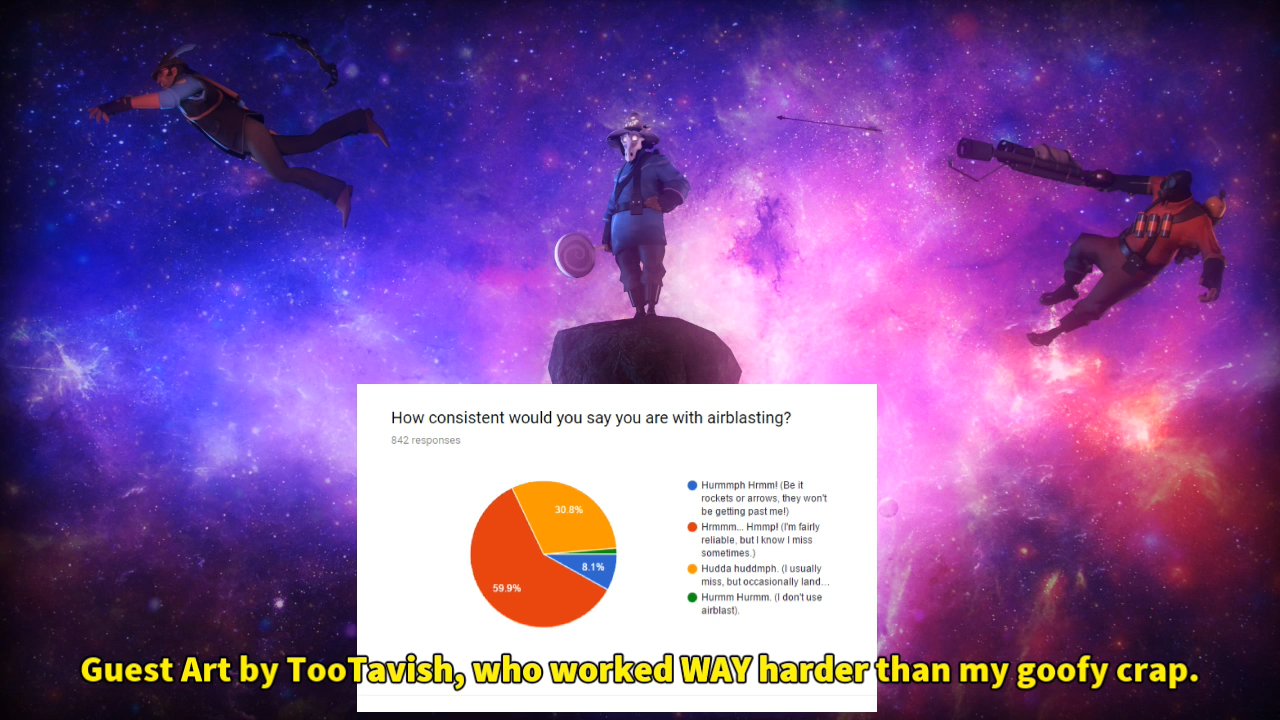 How consistent would you say you are with airblasting?
842 responses
30.8%
8.1%
59.9%
Hurmmph Hrmm! (Be it
rockets or arrows, they won't
be getting past me!)
Hrmmm... Hmmp! (I'm fairly
reliable, but I know I miss
sometimes.)
Hudda huddmph. (I usually
miss, but occasionally land...
Hurmm Hurmm. (I don't use
airblast).
Guest Art by TooTavish, who worked WAY harder than my goofy crap.